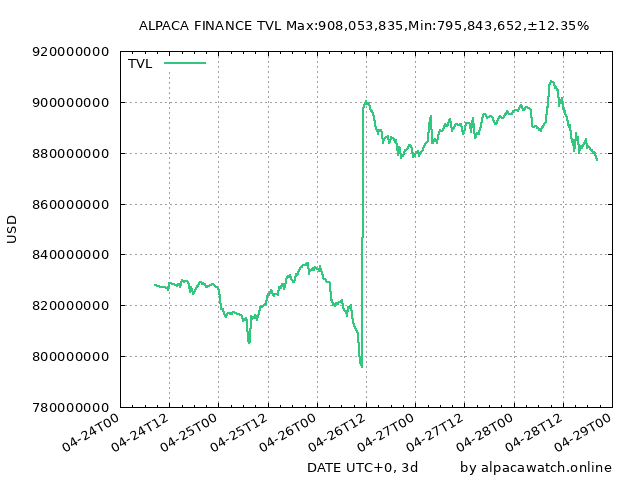 ALPACA FINANCE TVL Max:908,053,835,Min:795,843,652,±12.35%
TVL
920000000
900000000
880000000
860000000
840000000
820000000
800000000
780000000
USD
04-24T00
04-24T12
04-25T00
04-25T12
04-26T00
04-26T12
04-27T00
04-27T12
04-28T00
04-28T12
04-29T00
DATE UTC+0, 3d
by alpacawatch.online